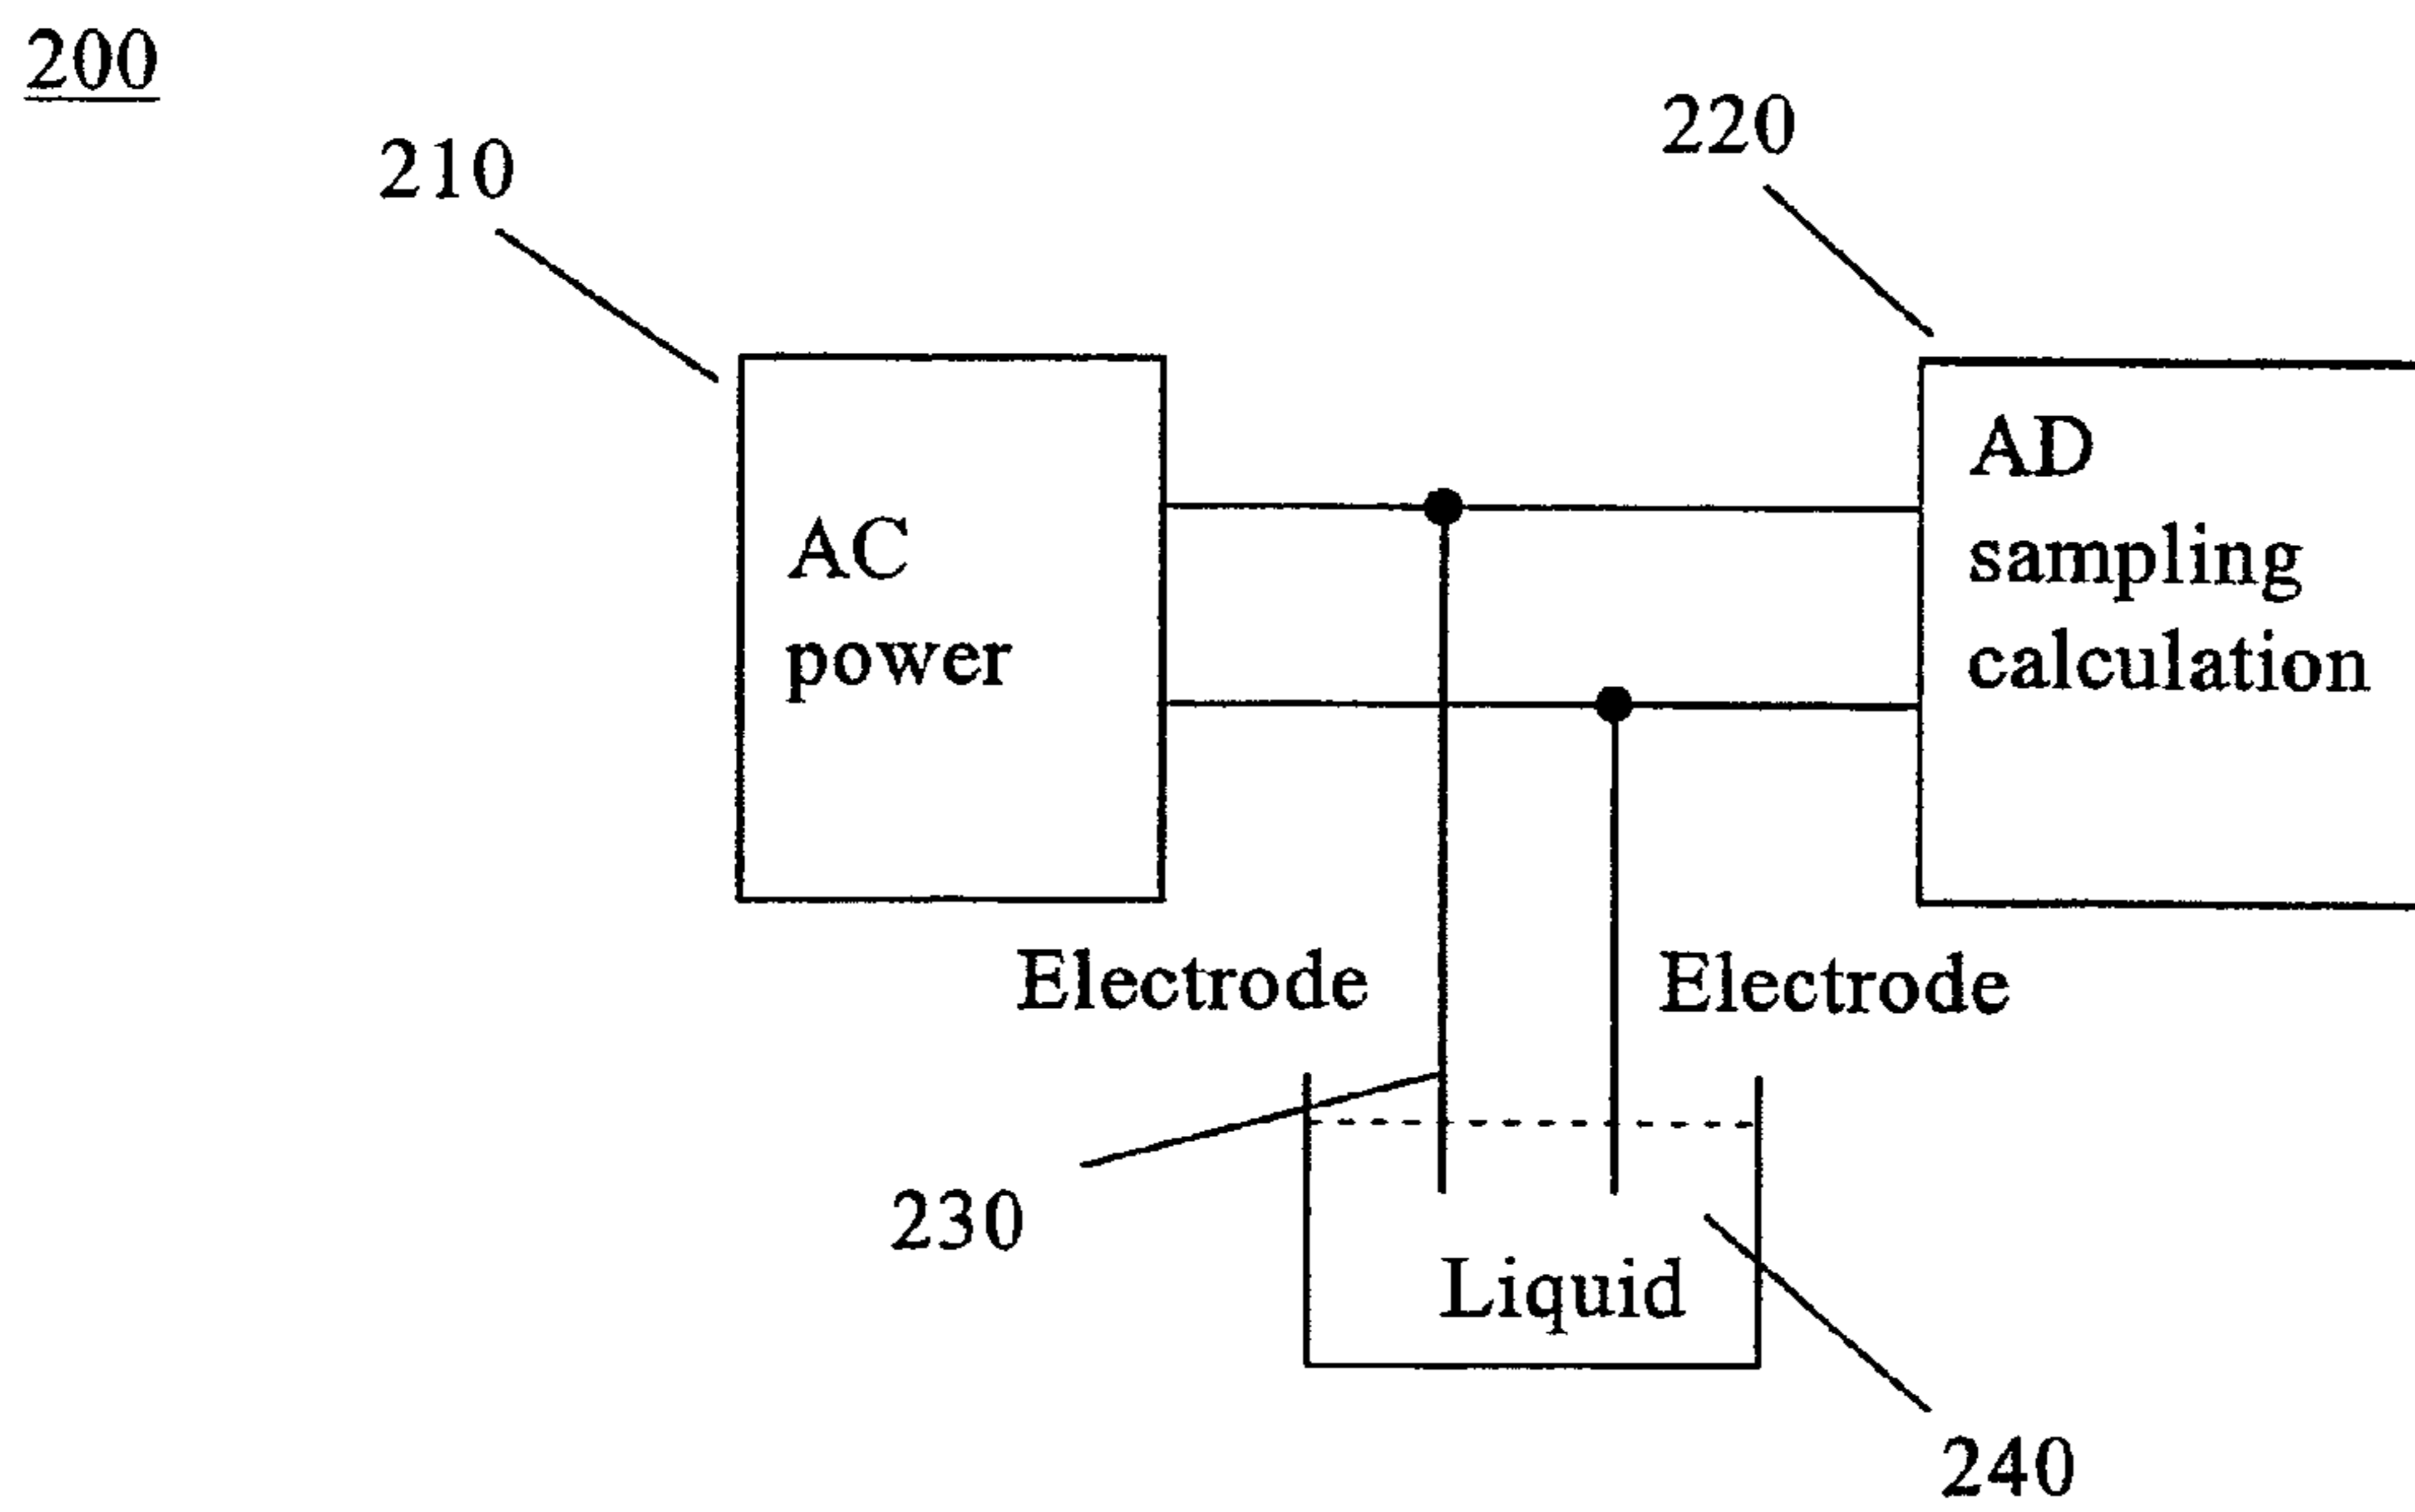 200
210
220
AC
power
AD
sampling
calculation
Electrode
Electrode
230
Liquid
240